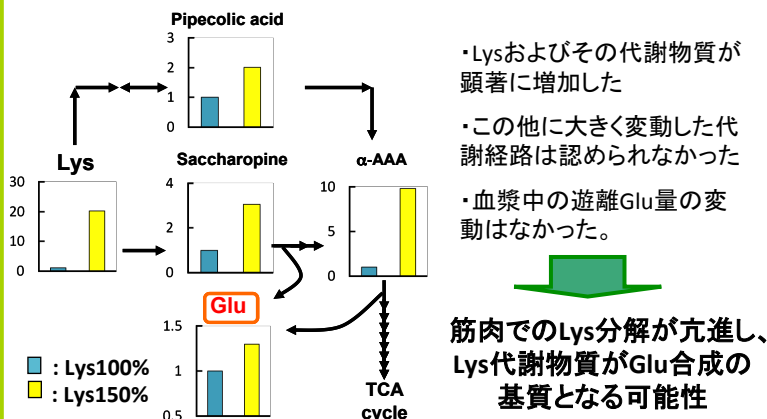 Pipecolic acid
3
2
1
0
Lys
30
20
10
0
Saccharopine
4
2
0
α-AAA
10
5
0
Glu
1.5
1
0.5
TCA
cycle
: Lys100%
: Lys150%
・Lysおよびその代謝物質が
顕著に増加した
・この他に大きく変動した代
謝経路は認められなかった
・血漿中の遊離Glu量の変
動はなかった。
筋肉でのLys分解が亢進し、
Lys代謝物質がGlu合成の
基質となる可能性